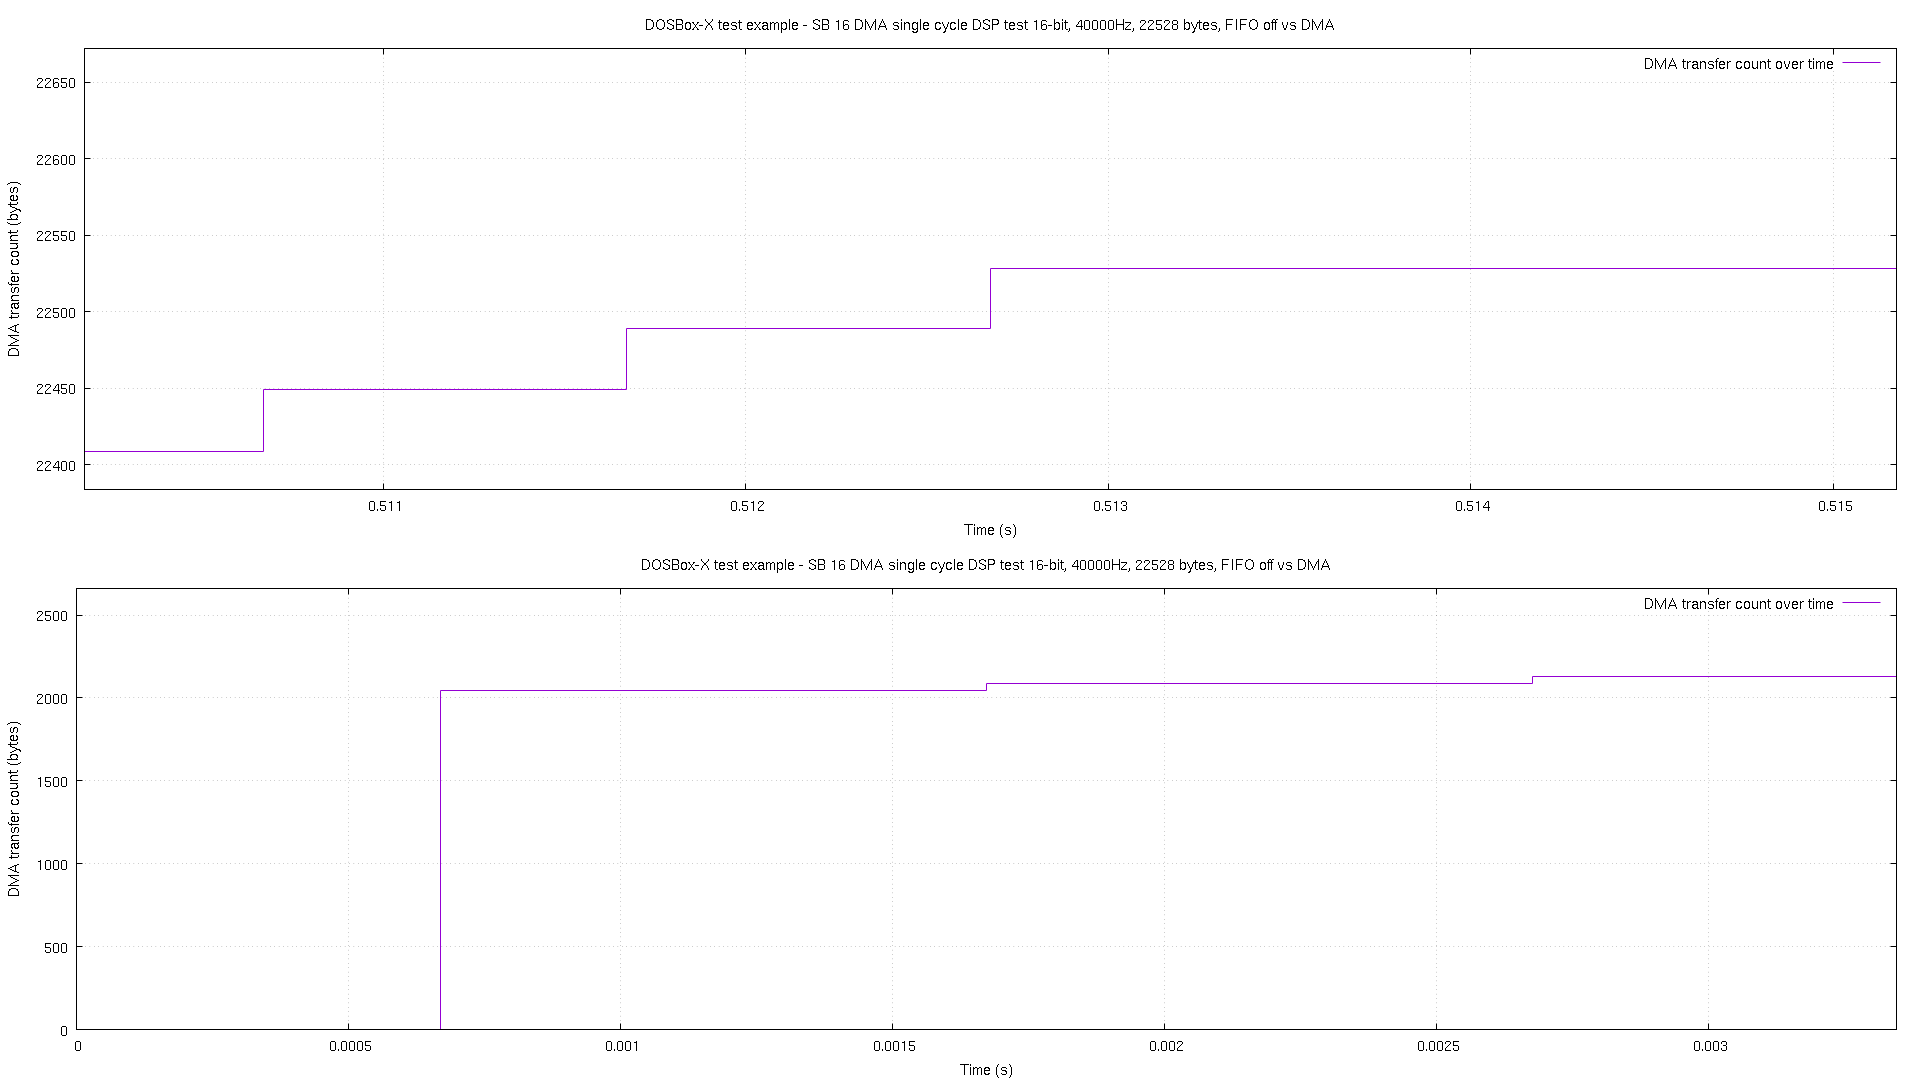 DOSBox-X test example - SB 16 DMA single cycle DSP test 16-bit, 40000Hz, 22528 bytes, FIFO off vs DMA
DMA transfer count over time
22650
22600
22550
22500
22450
22400
DMA transfer count (bytes)
0.511 0.512 0.513 0.514 0.515
Time (s)
DOSBox-X test example - SB 16 DMA single cycle DSP test 16-bit, 40000Hz, 22528 bytes, FIFO off vs DMA
DMA transfer count over time
2500
2000
1500
1000
500
0
DMA transfer count (bytes)
0 0.0005 0.001 0.0015 0.002 0.0025 0.003
Time (s)